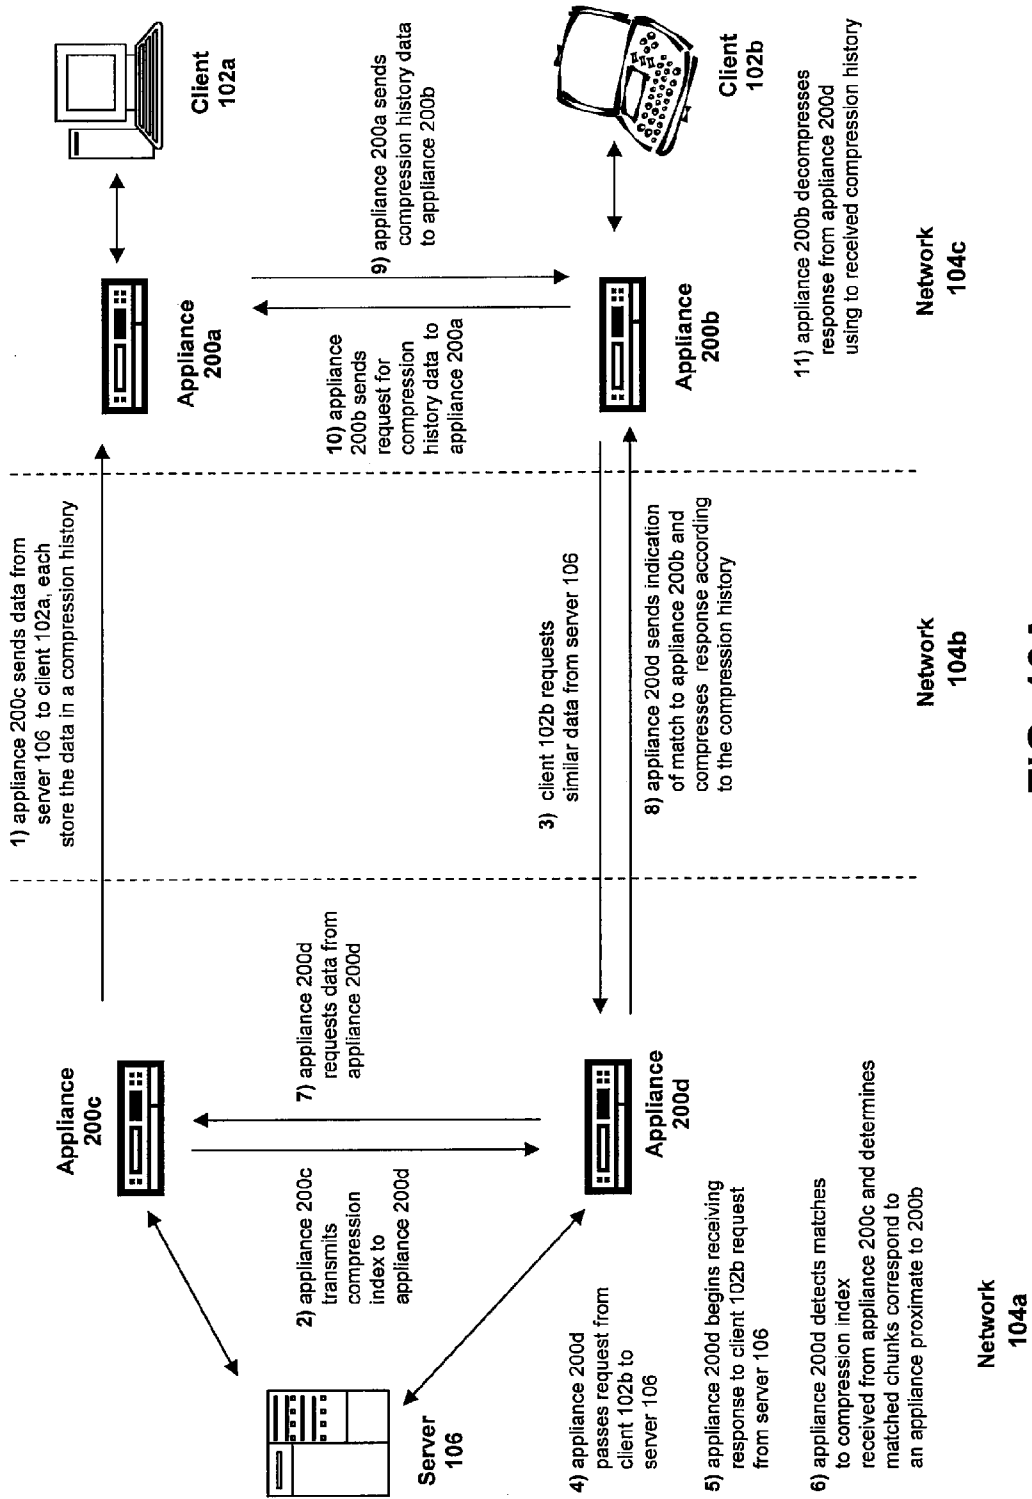 1) appliance 200c sends data from
server 106 to client 102a, each
store the data in a compression history
Client
102a
Appliance
200a
9) appliance 200a sends
compression history data
to appliance 200b
10) appliance
200b sends
request for
compression
history data to
appliance 200a
Client
102b
Appliance
200b
11) appliance 200b decompresses
response from appliance 200d
using to received compression history
Network
104c
3) client 102b requests
similar data from server 106
8) appliance 200d sends indication
of match to appliance 200b and
compresses response according
to the compression history
Network
104b
Appliance
200c
7) appliance 200d
requests data from
appliance 200d
2) appliance 200c
transmits
compression
index to
appliance 200d
Appliance
200d
Server
106
4) appliance 200d
passes request from
client 102b to
server 106
5) appliance 200d begins receiving
response to client 102b request
from server 106
6) appliance 200d detects matches
to compression index
received from appliance 200c and determines
matched chunks correspond to
an appliance proximate to 200b
Network
104a